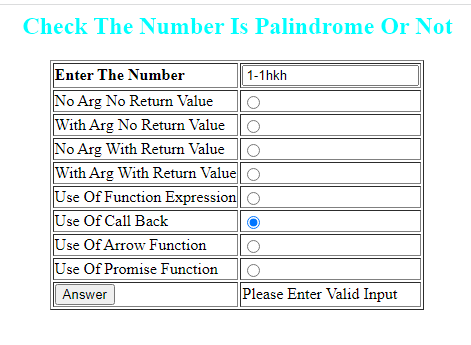 Check The Number Is Palindrome Or Not
Enter The Number 1-1hkh
No Arg No Return Value
With Arg No Return Value
No Arg With Return Value
With Arg With Return Value
Use Of Function Expression
Use Of Call Back
Use Of Arrow Function
Use Of Promise Function
Answer Please Enter Valid Input